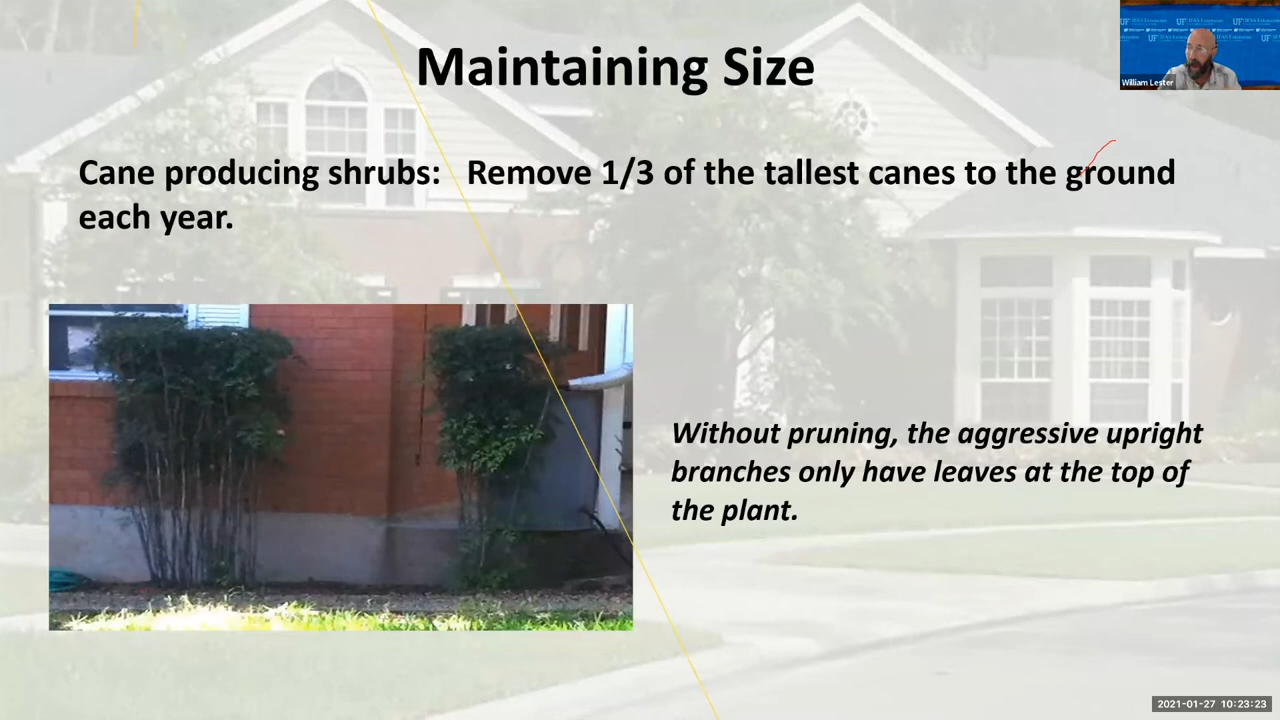 Maintaining Size
William Lester
Cane producing shrubs: Remove 1/3 of the tallest canes to the ground
each year.
Without pruning, the aggressive upright
branches only have leaves at the top of
the plant.
2021-01-27 10:23:23